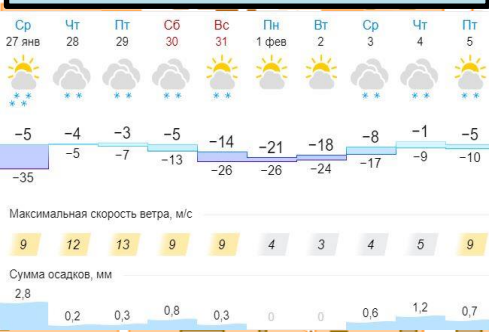 Ср Чт Пт Сб Вс Пн Вт Ср Чт Пт
27 янв 28 29 30 31 1 фев 2 3 4 5
−5 −4 −3 −5 −14 −21 −18 −8 −1 −5
−35 −5 −7 −13 −26 −26 −24 −17 −9 −10
Максимальная скорость ветра, м/с
9 12 13 9 9 4 3 4 5 9
Сумма осадков, мм
2,8 0,2 0,3 0,8 0,3 0 0 0,6 1,2 0,7